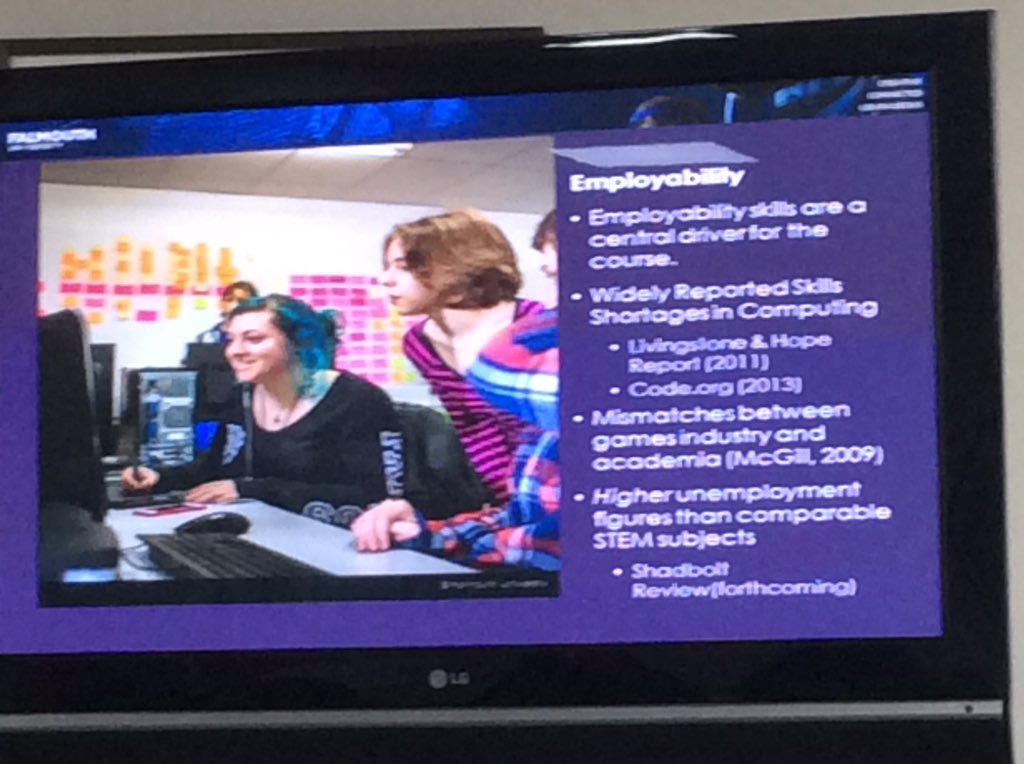 FALMOUTH
Employability
• Employability skills are a
central driver for the
course.
• Widely Reported Skills
Shortages in Computing
• Livingstone & Hope
Report (2011)
• Code.org (2013)
• Mismatches between
games industry and
academia (McGill, 2009)
• Higher unemployment
figures than comparable
STEM subjects
• Shadbolt
Review(forthcoming)
LG